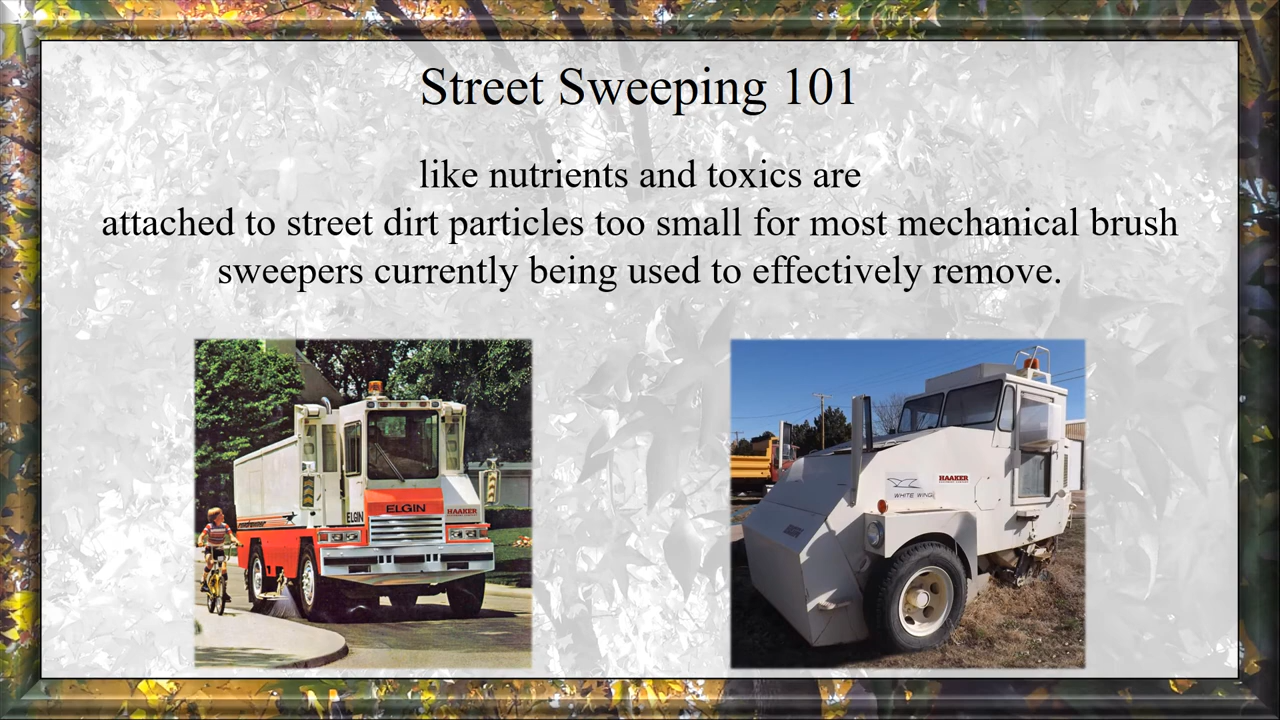 Street Sweeping 101
like nutrients and toxics are
attached to street dirt particles too small for most mechanical brush
sweepers currently being used to effectively remove.
ELGIN
ELGIN
HAAKER
WHITE WING
HAAKER